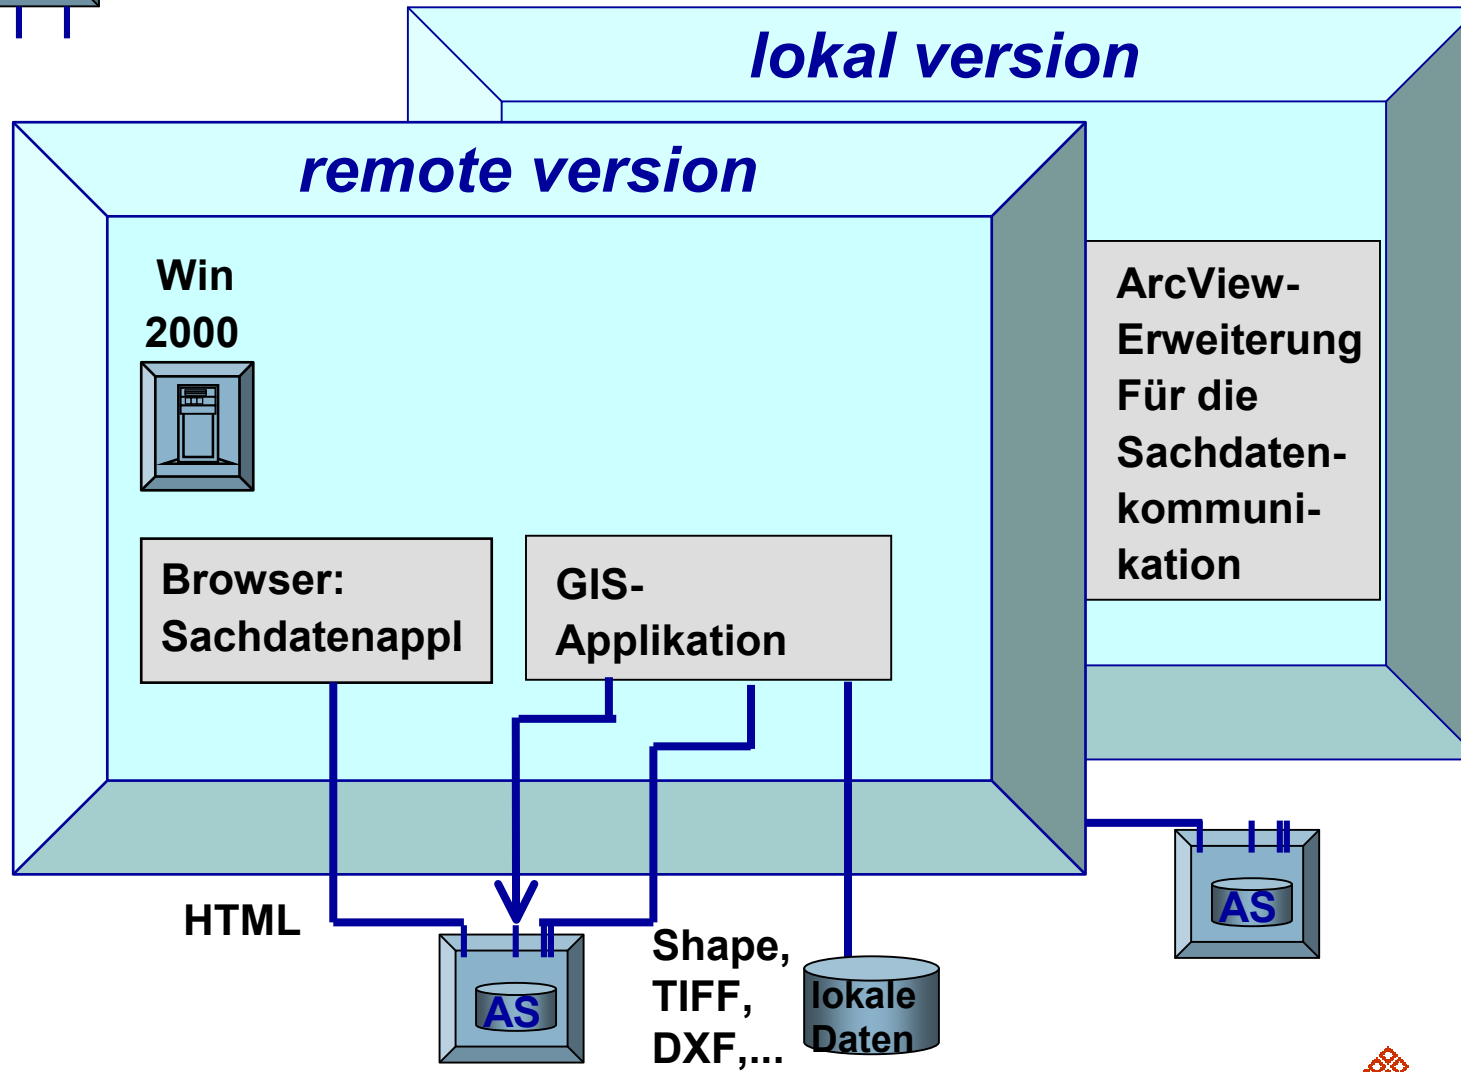 lokal version
remote version
Win
2000
ArcView-
Erweiterung
Für die
Sachdaten-
kommuni-
kation
Browser:
Sachdatenappl
GIS-
Applikation
HTML
AS
Shape,
TIFF,
DXF,...
lokale
Daten
AS